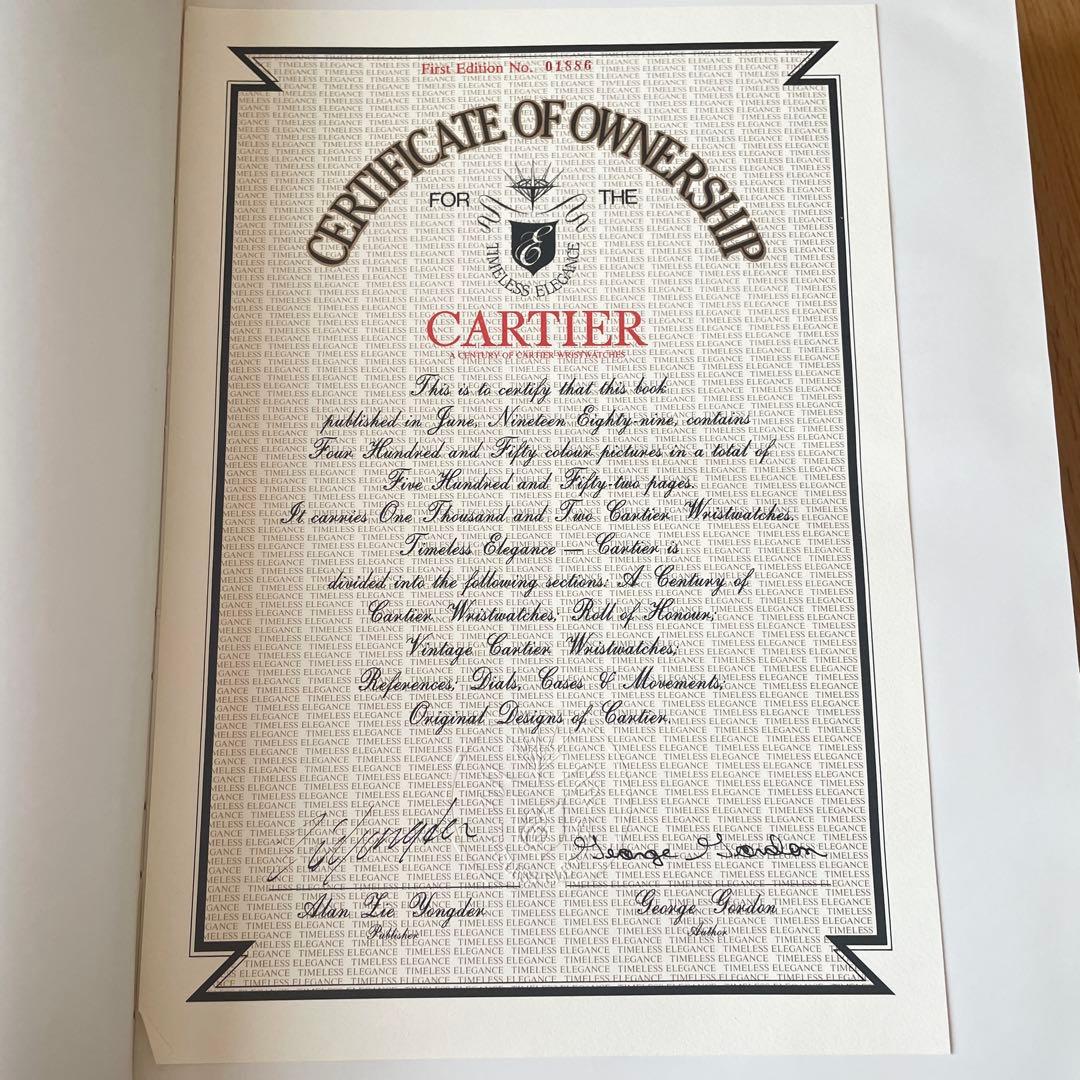 First Edition No. 01886
CERTIFICATE OF OWNERSHIP
FOR THE
E
TIMELESS ELEGANCE
CARTIER
A CENTURY OF CARTIER WRISTWATCHES
This is to certify that this book
published in June, Nineteen Eighty-nine, contains
Four Hundred and Fifty colour pictures in a total of
Five Hundred and Fifty-two pages.
It carries One Thousand and Two Cartier Wristwatches.
Timeless Elegance — Cartier is
divided into the following sections: A Century of
Cartier Wristwatches; Roll of Honour;
Vintage Cartier Wristwatches;
References; Dials, Cases & Movements;
Original Designs of Cartier.
George Gordon
Alan Zie Yongder George Gordon
Publisher Author